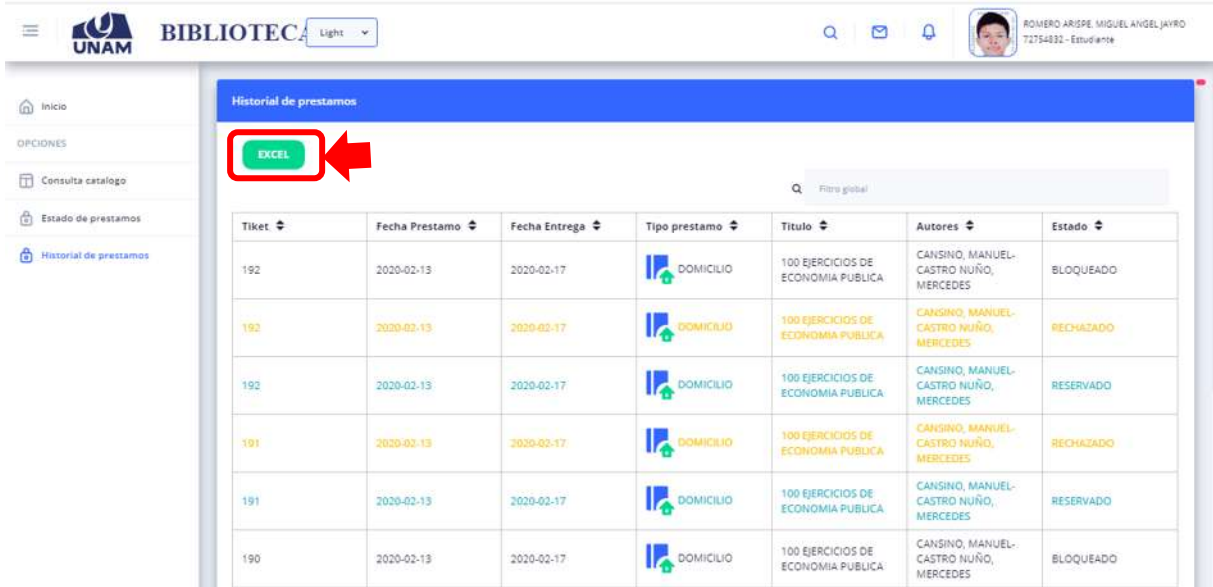 UNAM
BIBLIOTECA
Light
ROMERO ARISPE, MIGUEL ANGEL JAYRO
72754832 - Estudiante
Inicio
OPCIONES
Consulta catalogo
Estado de prestamos
Historial de prestamos
Historial de prestamos
EXCEL
Filtro global
Tiket Fecha Prestamo Fecha Entrega Tipo prestamo Titulo Autores Estado
192 2020-02-13 2020-02-17 DOMICILIO 100 EJERCICIOS DE ECONOMIA PUBLICA CANSINO, MANUEL-CASTRO NUÑO, MERCEDES BLOQUEADO
192 2020-02-13 2020-02-17 DOMICILIO 100 EJERCICIOS DE ECONOMIA PUBLICA CANSINO, MANUEL-CASTRO NUÑO, MERCEDES RECHAZADO
192 2020-02-13 2020-02-17 DOMICILIO 100 EJERCICIOS DE ECONOMIA PUBLICA CANSINO, MANUEL-CASTRO NUÑO, MERCEDES RESERVADO
191 2020-02-13 2020-02-17 DOMICILIO 100 EJERCICIOS DE ECONOMIA PUBLICA CANSINO, MANUEL-CASTRO NUÑO, MERCEDES RECHAZADO
191 2020-02-13 2020-02-17 DOMICILIO 100 EJERCICIOS DE ECONOMIA PUBLICA CANSINO, MANUEL-CASTRO NUÑO, MERCEDES RESERVADO
190 2020-02-13 2020-02-17 DOMICILIO 100 EJERCICIOS DE ECONOMIA PUBLICA CANSINO, MANUEL-CASTRO NUÑO, MERCEDES BLOQUEADO